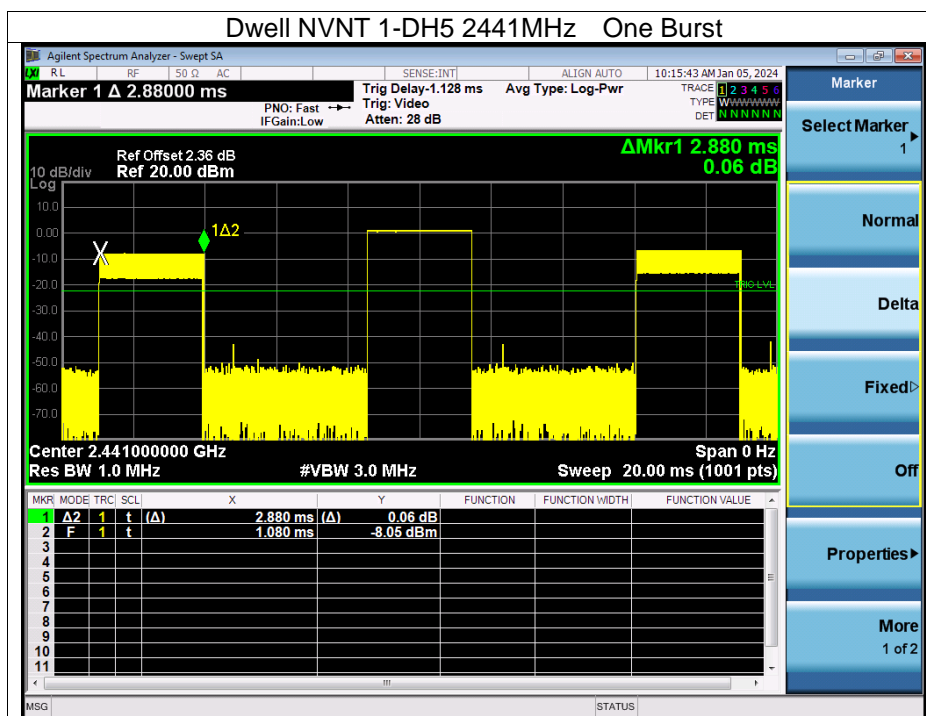 Dwell NVNT 1-DH5 2441MHz One Burst
Agilent Spectrum Analyzer - Swept SA
LXI RL RF 50 Ω AC SENSE:INT ALIGN AUTO 10:15:43 AM Jan 05, 2024
Marker 1 Δ 2.88000 ms
PNO: Fast
IFGain:Low
Trig Delay-1.128 ms
Trig: Video
Atten: 28 dB
Avg Type: Log-Pwr
TRACE 1 2 3 4 5 6
TYPE WWWWWWW
DET N N N N N N
ΔMkr1 2.880 ms
0.06 dB
Ref Offset 2.36 dB
10 dB/div Ref 20.00 dBm
Log
10.0
0.00
-10.0
-20.0
-30.0
-40.0
-50.0
-60.0
-70.0
X
1Δ2
TRIG LVL
Center 2.441000000 GHz Span 0 Hz
Res BW 1.0 MHz #VBW 3.0 MHz Sweep 20.00 ms (1001 pts)
MKR MODE TRC SCL X Y FUNCTION FUNCTION WIDTH FUNCTION VALUE
1 Δ2 1 t (Δ) 2.880 ms (Δ) 0.06 dB
2 F 1 t 1.080 ms -8.05 dBm
3
4
5
6
7
8
9
10
11
MSG STATUS
Marker
Select Marker
1
Normal
Delta
Fixed
Off
Properties
More
1 of 2